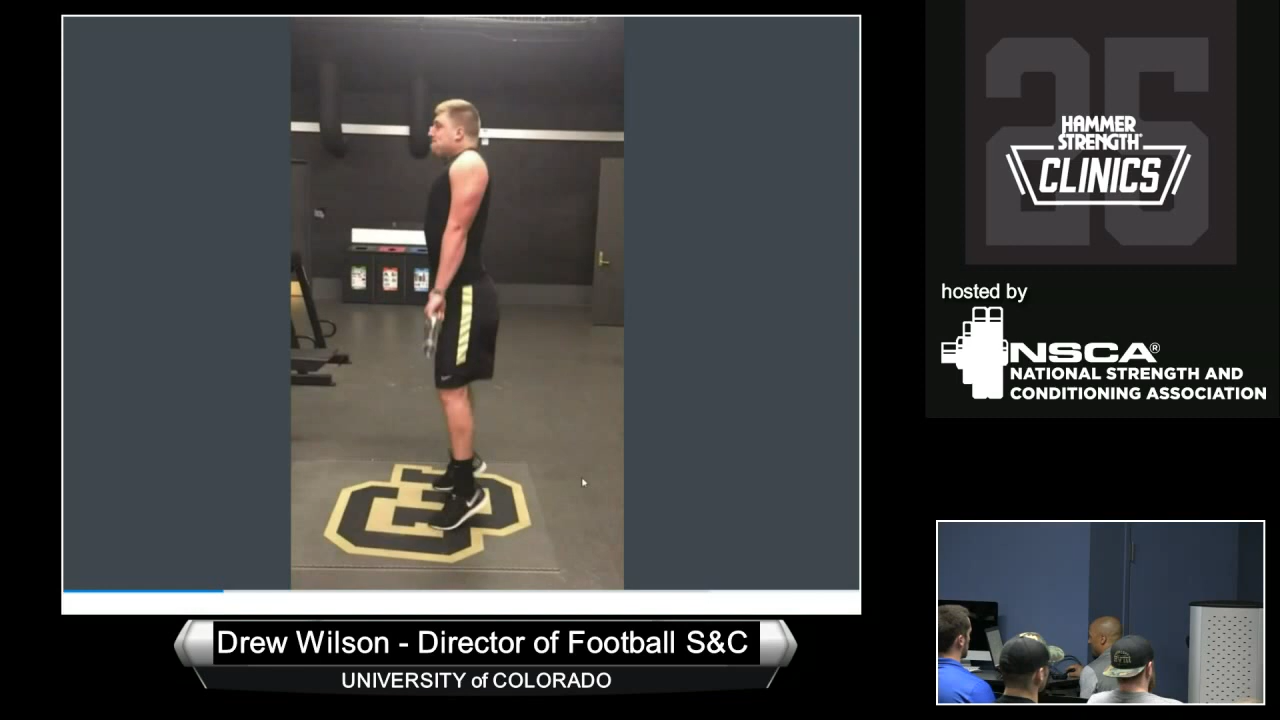 25
HAMMER
STRENGTH
CLINICS
hosted by
NSCA®
NATIONAL STRENGTH AND
CONDITIONING ASSOCIATION
CU
Drew Wilson - Director of Football S&C
UNIVERSITY of COLORADO